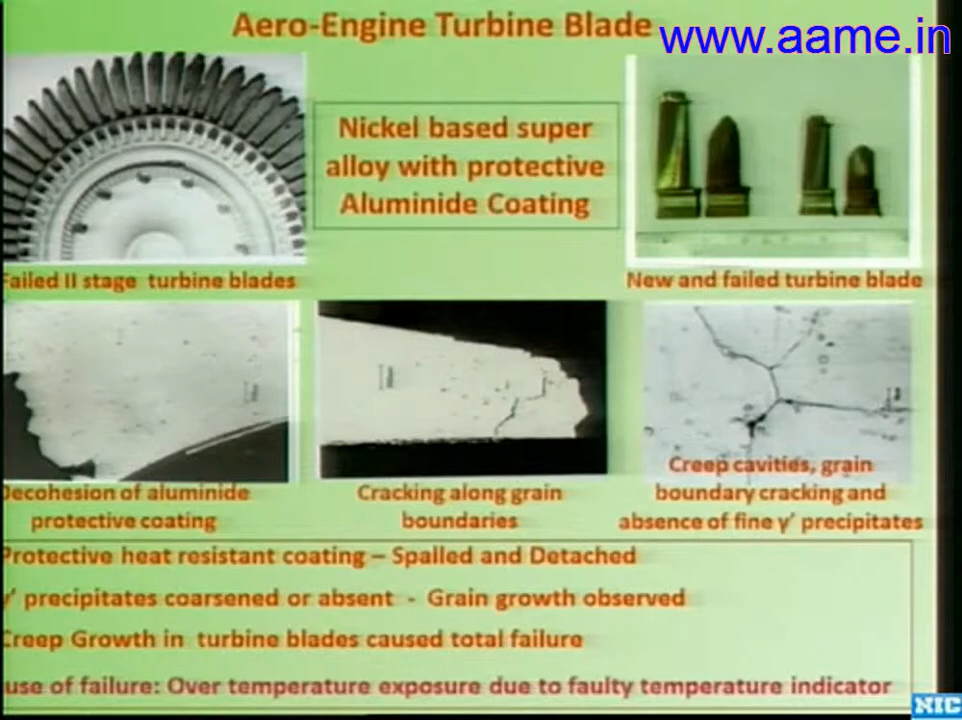 Aero-Engine Turbine Blade
www.aame.in
Nickel based super
alloy with protective
Aluminide Coating
Failed II stage turbine blades
New and failed turbine blade
Decohesion of aluminide
protective coating
Cracking along grain
boundaries
Creep cavities, grain
boundary cracking and
absence of fine γ’ precipitates
Protective heat resistant coating – Spalled and Detached
γ’ precipitates coarsened or absent - Grain growth observed
Creep Growth in turbine blades caused total failure
use of failure: Over temperature exposure due to faulty temperature indicator
NIC